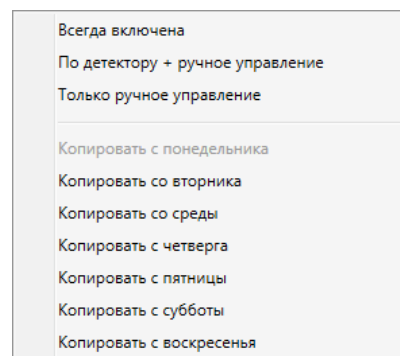 Всегда включена
По детектору + ручное управление
Только ручное управление
Копировать с понедельника
Копировать со вторника
Копировать со среды
Копировать с четверга
Копировать с пятницы
Копировать с субботы
Копировать с воскресенья